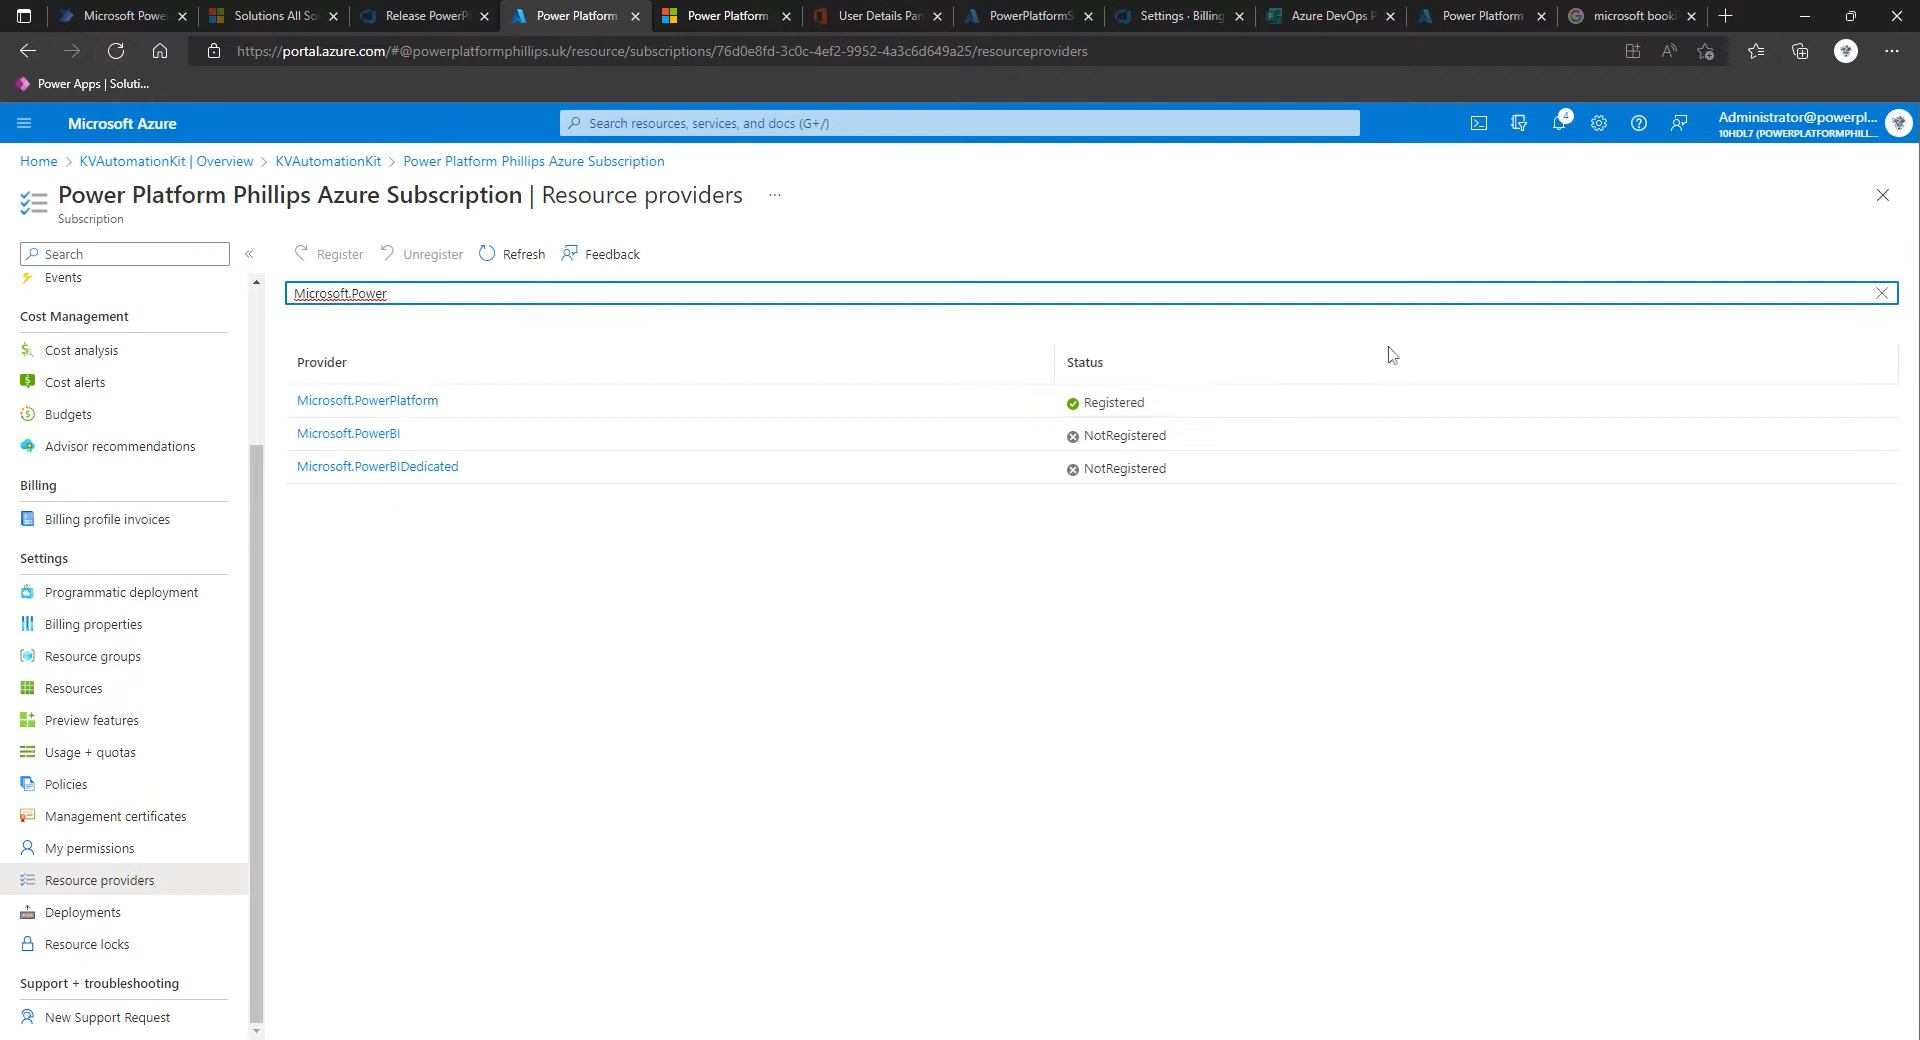 Microsoft Power
Solutions All So
Release PowerP
Power Platform
Power Platform
User Details Par
PowerPlatformS
Settings · Billing
Azure DevOps P
Power Platform
microsoft booki
https://portal.azure.com/#@powerplatformphillips.uk/resource/subscriptions/76d0e8fd-3c0c-4ef2-9952-4a3c6d649a25/resourceproviders
Power Apps | Soluti...
Microsoft Azure
Search resources, services, and docs (G+/)
4
Administrator@powerpl...
10HDL7 (POWERPLATFORMPHILL...
Home > KVAutomationKit | Overview > KVAutomationKit > Power Platform Phillips Azure Subscription
Power Platform Phillips Azure Subscription | Resource providers ...
Subscription
Search
«
Register
Unregister
Refresh
Feedback
Microsoft.Power
Provider
Status
Microsoft.PowerPlatform
Registered
Microsoft.PowerBI
NotRegistered
Microsoft.PowerBIDedicated
NotRegistered
Events
Cost Management
Cost analysis
Cost alerts
Budgets
Advisor recommendations
Billing
Billing profile invoices
Settings
Programmatic deployment
Billing properties
Resource groups
Resources
Preview features
Usage + quotas
Policies
Management certificates
My permissions
Resource providers
Deployments
Resource locks
Support + troubleshooting
New Support Request